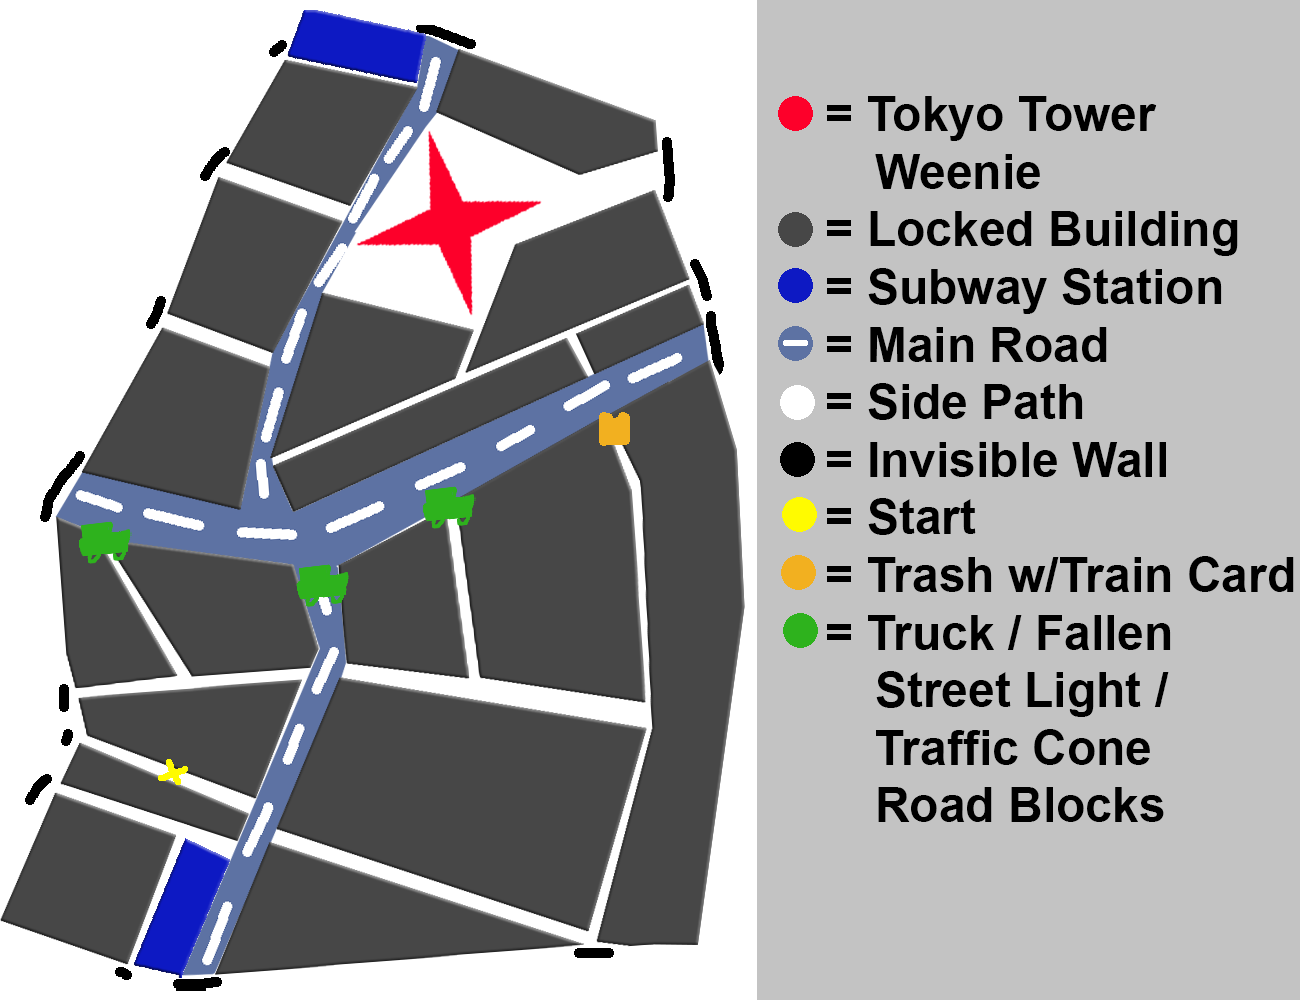 = Tokyo Tower
Weenie
= Locked Building
= Subway Station
= Main Road
= Side Path
= Invisible Wall
= Start
= Trash w/Train Card
= Truck / Fallen
Street Light /
Traffic Cone
Road Blocks